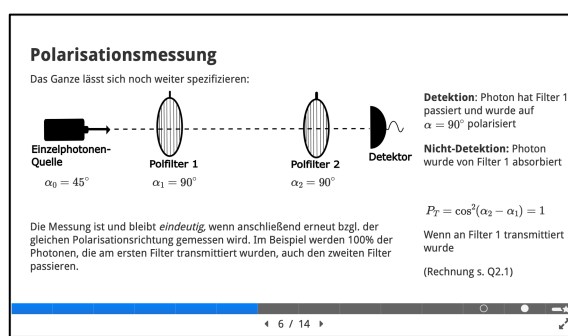 Polarisationsmessung
Das Ganze lässt sich noch weiter spezifizieren:
Einzelphotonen-
Quelle
α₀ = 45°
Polfilter 1
α₁ = 90°
Polfilter 2
α₂ = 90°
Detektor
Detektion: Photon hat Filter 1
passiert und wurde auf
α = 90° polarisiert
Nicht-Detektion: Photon
wurde von Filter 1 absorbiert
P_T = cos²(α₂ − α₁) = 1
Wenn an Filter 1 transmittiert
wurde
(Rechnung s. Q2.1)
Die Messung ist und bleibt eindeutig, wenn anschließend erneut bzgl. der
gleichen Polarisationsrichtung gemessen wird. Im Beispiel werden 100% der
Photonen, die am ersten Filter transmittiert wurden, auch den zweiten Filter
passieren.
6 / 14